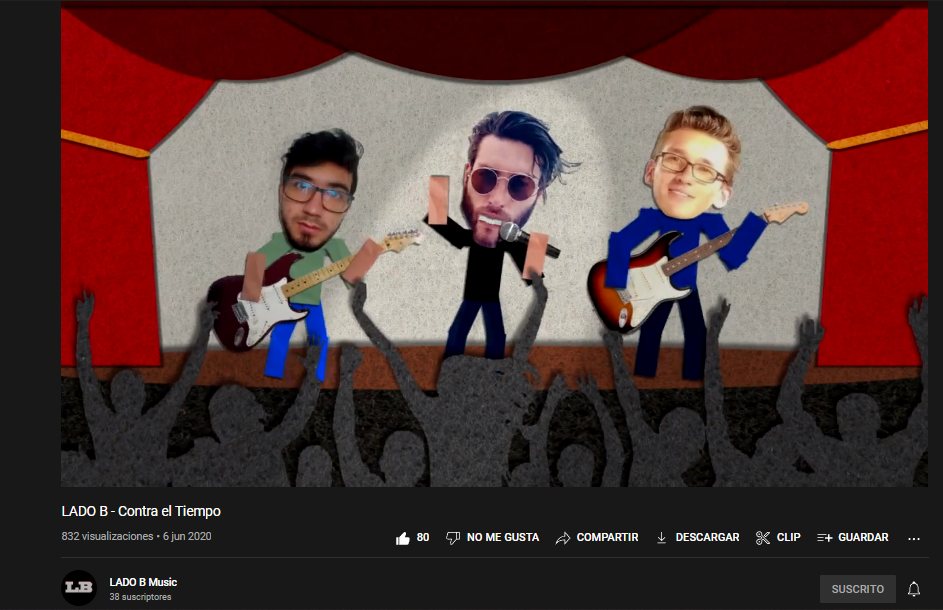 LADO B - Contra el Tiempo
832 visualizaciones • 6 jun 2020
80 NO ME GUSTA COMPARTIR DESCARGAR CLIP GUARDAR
LB
LADO B Music
38 suscriptores
SUSCRITO